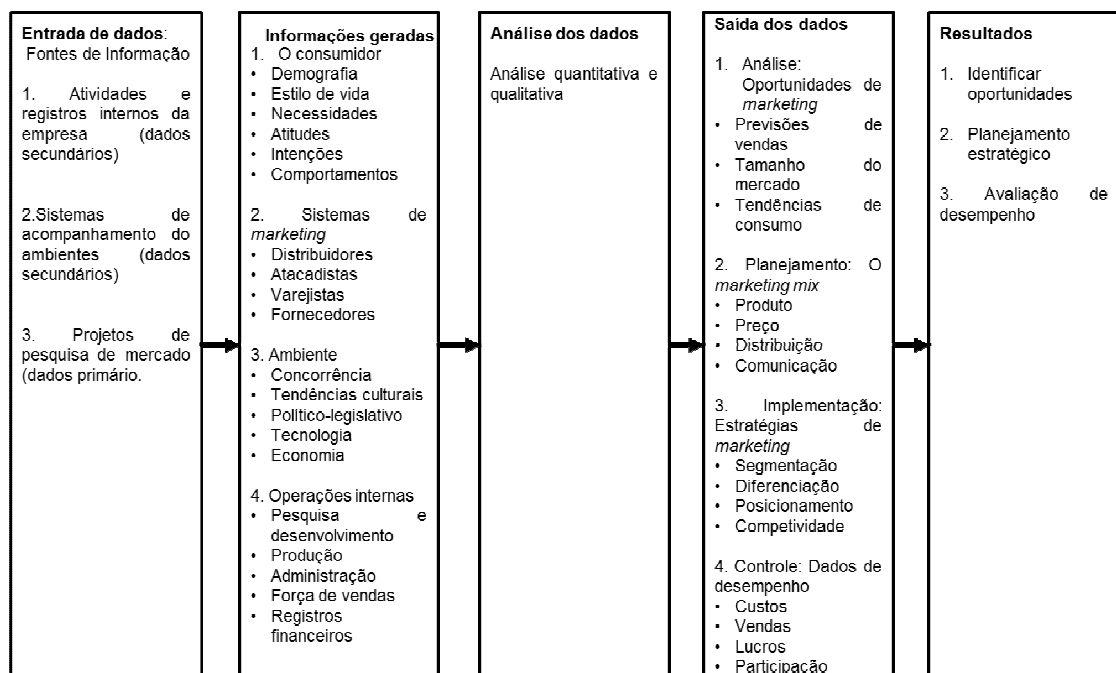 Entrada de dados:
Fontes de Informação
1. Atividades e
registros internos da
empresa (dados
secundários)
2.Sistemas de
acompanhamento do
ambientes (dados
secundários)
3. Projetos de
pesquisa de mercado
(dados primário.
Informações geradas
1. O consumidor
• Demografia
• Estilo de vida
• Necessidades
• Atitudes
• Intenções
• Comportamentos
2. Sistemas de
marketing
• Distribuidores
• Atacadistas
• Varejistas
• Fornecedores
3. Ambiente
• Concorrência
• Tendências culturais
• Político-legislativo
• Tecnologia
• Economia
4. Operações internas
• Pesquisa e
desenvolvimento
• Produção
• Administração
• Força de vendas
• Registros
financeiros
Análise dos dados
Análise quantitativa e
qualitativa
Saída dos dados
1. Análise:
Oportunidades de
marketing
• Previsões de
vendas
• Tamanho do
mercado
• Tendências de
consumo
2. Planejamento: O
marketing mix
• Produto
• Preço
• Distribuição
• Comunicação
3. Implementação:
Estratégias de
marketing
• Segmentação
• Diferenciação
• Posicionamento
• Competividade
4. Controle: Dados de
desempenho
• Custos
• Vendas
• Lucros
• Participação
Resultados
1. Identificar
oportunidades
2. Planejamento
estratégico
3. Avaliação de
desempenho